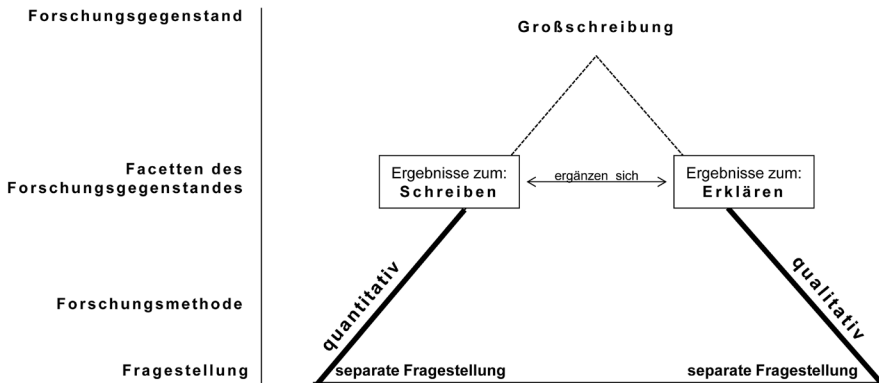 Forschungsgegenstand
Großschreibung
Facetten des
Forschungsgegenstandes
Ergebnisse zum:
Schreiben
ergänzen sich
Ergebnisse zum:
Erklären
Forschungsmethode
quantitativ
qualitativ
Fragestellung
separate Fragestellung
separate Fragestellung